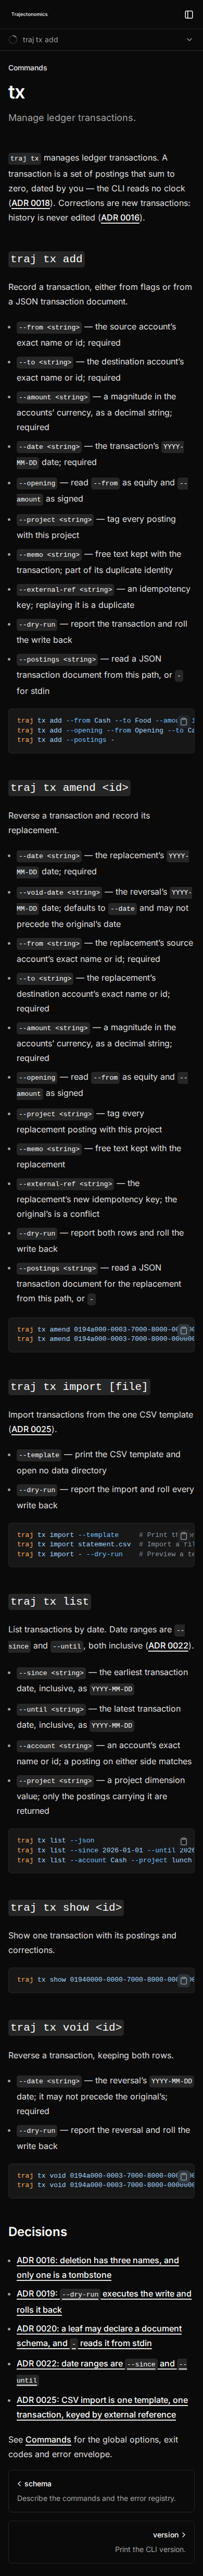 Trajectonomics
traj tx add
Commands
tx
Manage ledger transactions.
traj tx manages ledger transactions. A
transaction is a set of postings that sum to
zero, dated by you — the CLI reads no clock
(ADR 0018). Corrections are new transactions:
history is never edited (ADR 0016).
traj tx add
Record a transaction, either from flags or from
a JSON transaction document.
• --from <string> — the source account’s
exact name or id; required
• --to <string> — the destination account’s
exact name or id; required
• --amount <string> — a magnitude in the
accounts’ currency, as a decimal string;
required
• --date <string> — the transaction’s YYYY-
MM-DD date; required
• --opening — read --from as equity and --
amount as signed
• --project <string> — tag every posting
with this project
• --memo <string> — free text kept with the
transaction; part of its duplicate identity
• --external-ref <string> — an idempotency
key; replaying it is a duplicate
• --dry-run — report the transaction and roll
the write back
• --postings <string> — read a JSON
transaction document from this path, or -
for stdin
traj tx add --from Cash --to Food --amou
traj tx add --opening --from Opening --to Ca
traj tx add --postings -
traj tx amend <id>
Reverse a transaction and record its
replacement.
• --date <string> — the replacement’s YYYY-
MM-DD date; required
• --void-date <string> — the reversal’s YYYY-
MM-DD date; defaults to --date and may not
precede the original’s date
• --from <string> — the replacement’s source
account’s exact name or id; required
• --to <string> — the replacement’s
destination account’s exact name or id;
required
• --amount <string> — a magnitude in the
accounts’ currency, as a decimal string;
required
• --opening — read --from as equity and --
amount as signed
• --project <string> — tag every
replacement posting with this project
• --memo <string> — free text kept with the
replacement
• --external-ref <string> — the
replacement’s new idempotency key; the
original’s is a conflict
• --dry-run — report both rows and roll the
write back
• --postings <string> — read a JSON
transaction document for the replacement
from this path, or -
traj tx amend 0194a000-0003-7000-8000-00
traj tx amend 0194a000-0003-7000-8000-000000
traj tx import [file]
Import transactions from the one CSV template
(ADR 0025).
• --template — print the CSV template and
open no data directory
• --dry-run — report the import and roll every
write back
traj tx import --template # Print th
traj tx import statement.csv # Import a fil
traj tx import - --dry-run # Preview a te
traj tx list
List transactions by date. Date ranges are --
since and --until, both inclusive (ADR 0022).
• --since <string> — the earliest transaction
date, inclusive, as YYYY-MM-DD
• --until <string> — the latest transaction
date, inclusive, as YYYY-MM-DD
• --account <string> — an account’s exact
name or id; a posting on either side matches
• --project <string> — a project dimension
value; only the postings carrying it are
returned
traj tx list --json
traj tx list --since 2026-01-01 --until 2026
traj tx list --account Cash --project lunch
traj tx show <id>
Show one transaction with its postings and
corrections.
traj tx show 01940000-0000-7000-8000-000
traj tx void <id>
Reverse a transaction, keeping both rows.
• --date <string> — the reversal’s YYYY-MM-DD
date; it may not precede the original’s;
required
• --dry-run — report the reversal and roll the
write back
traj tx void 0194a000-0003-7000-8000-000
traj tx void 0194a000-0003-7000-8000-0000000
Decisions
• ADR 0016: deletion has three names, and
only one is a tombstone
• ADR 0019: --dry-run executes the write and
rolls it back
• ADR 0020: a leaf may declare a document
schema, and - reads it from stdin
• ADR 0022: date ranges are --since and --
until
• ADR 0025: CSV import is one template, one
transaction, keyed by external reference
See Commands for the global options, exit
codes and error envelope.
schema
Describe the commands and the error registry.
version
Print the CLI version.